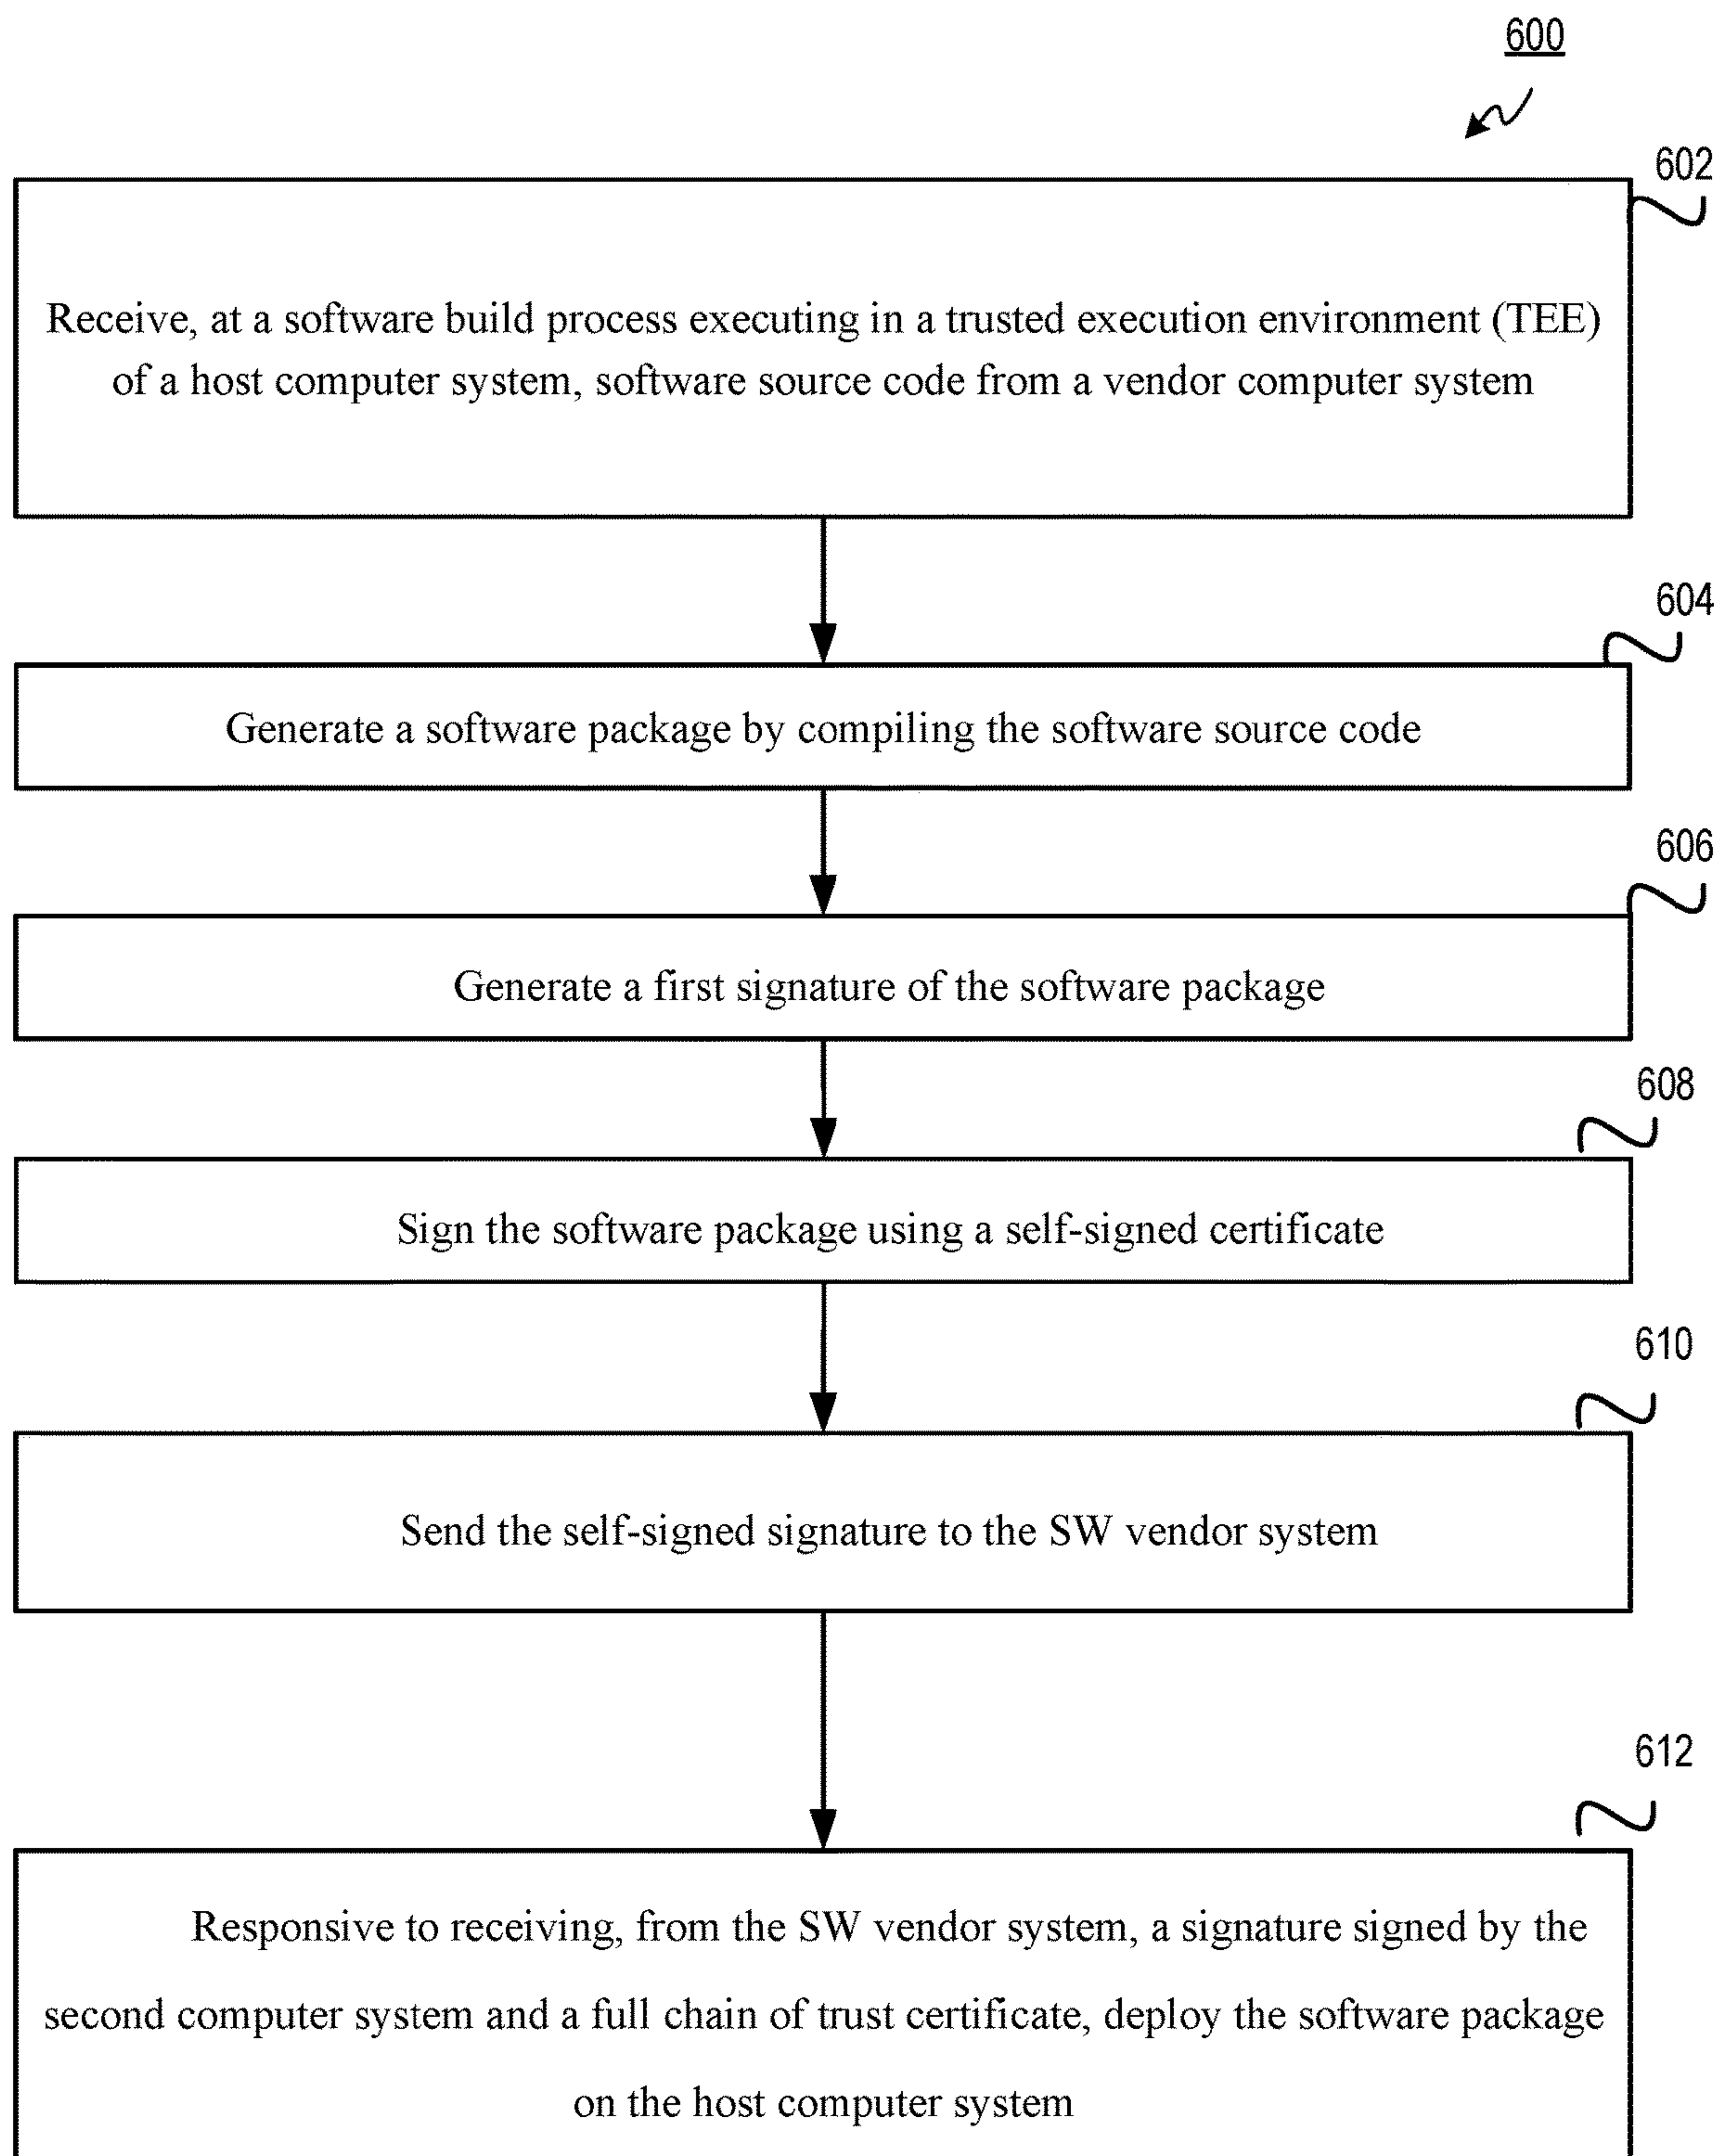 600
602
Receive, at a software build process executing in a trusted execution environment (TEE)
of a host computer system, software source code from a vendor computer system
604
Generate a software package by compiling the software source code
606
Generate a first signature of the software package
608
Sign the software package using a self-signed certificate
610
Send the self-signed signature to the SW vendor system
612
Responsive to receiving, from the SW vendor system, a signature signed by the
second computer system and a full chain of trust certificate, deploy the software package
on the host computer system